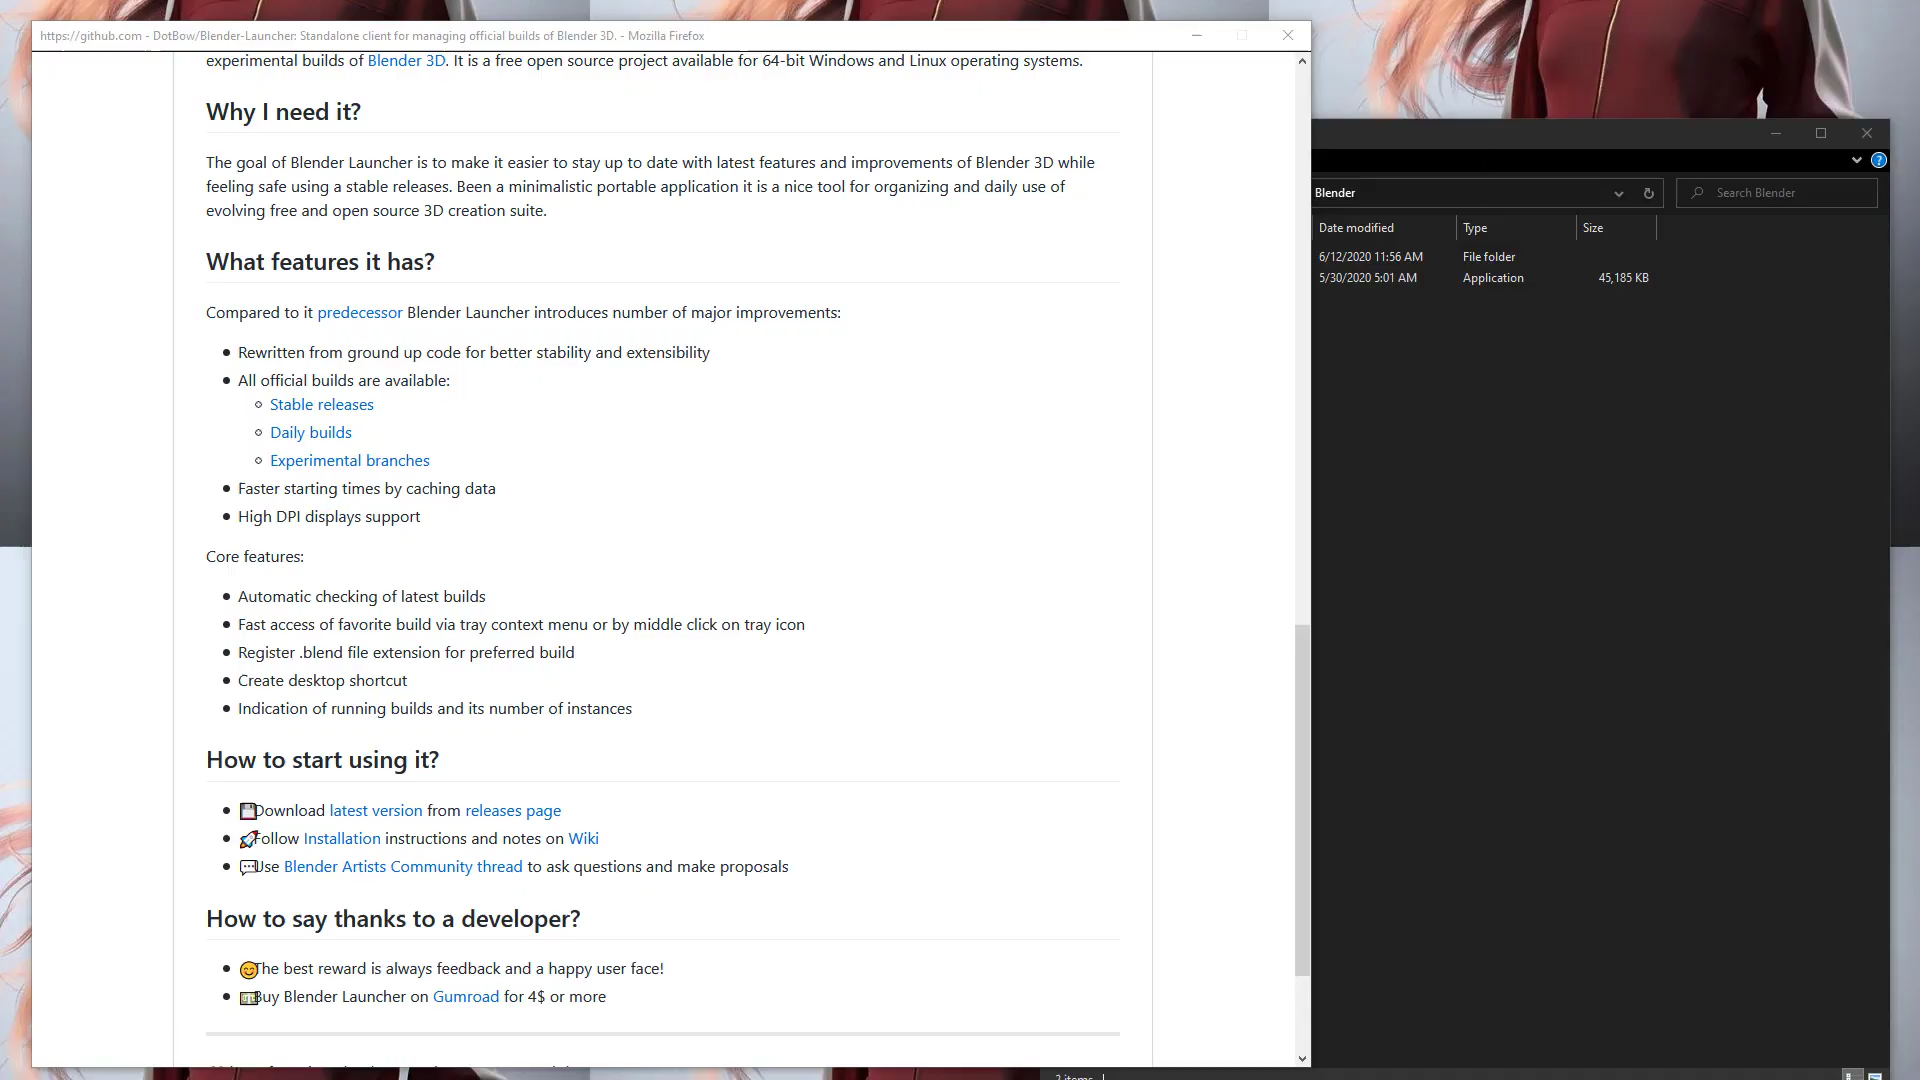 https://github.com - DotBow/Blender-Launcher: Standalone client for managing official builds of Blender 3D. - Mozilla Firefox
experimental builds of Blender 3D. It is a free open source project available for 64-bit Windows and Linux operating systems.
Why I need it?
The goal of Blender Launcher is to make it easier to stay up to date with latest features and improvements of Blender 3D while
feeling safe using a stable releases. Been a minimalistic portable application it is a nice tool for organizing and daily use of
evolving free and open source 3D creation suite.
What features it has?
Compared to it predecessor Blender Launcher introduces number of major improvements:
Rewritten from ground up code for better stability and extensibility
All official builds are available:
Stable releases
Daily builds
Experimental branches
Faster starting times by caching data
High DPI displays support
Core features:
Automatic checking of latest builds
Fast access of favorite build via tray context menu or by middle click on tray icon
Register .blend file extension for preferred build
Create desktop shortcut
Indication of running builds and its number of instances
How to start using it?
💾Download latest version from releases page
🚀Follow Installation instructions and notes on Wiki
💬Use Blender Artists Community thread to ask questions and make proposals
How to say thanks to a developer?
😊The best reward is always feedback and a happy user face!
💵Buy Blender Launcher on Gumroad for 4$ or more
Blender
Search Blender
Date modified Type Size
6/12/2020 11:56 AM File folder
5/30/2020 5:01 AM Application 45,185 KB
2 items